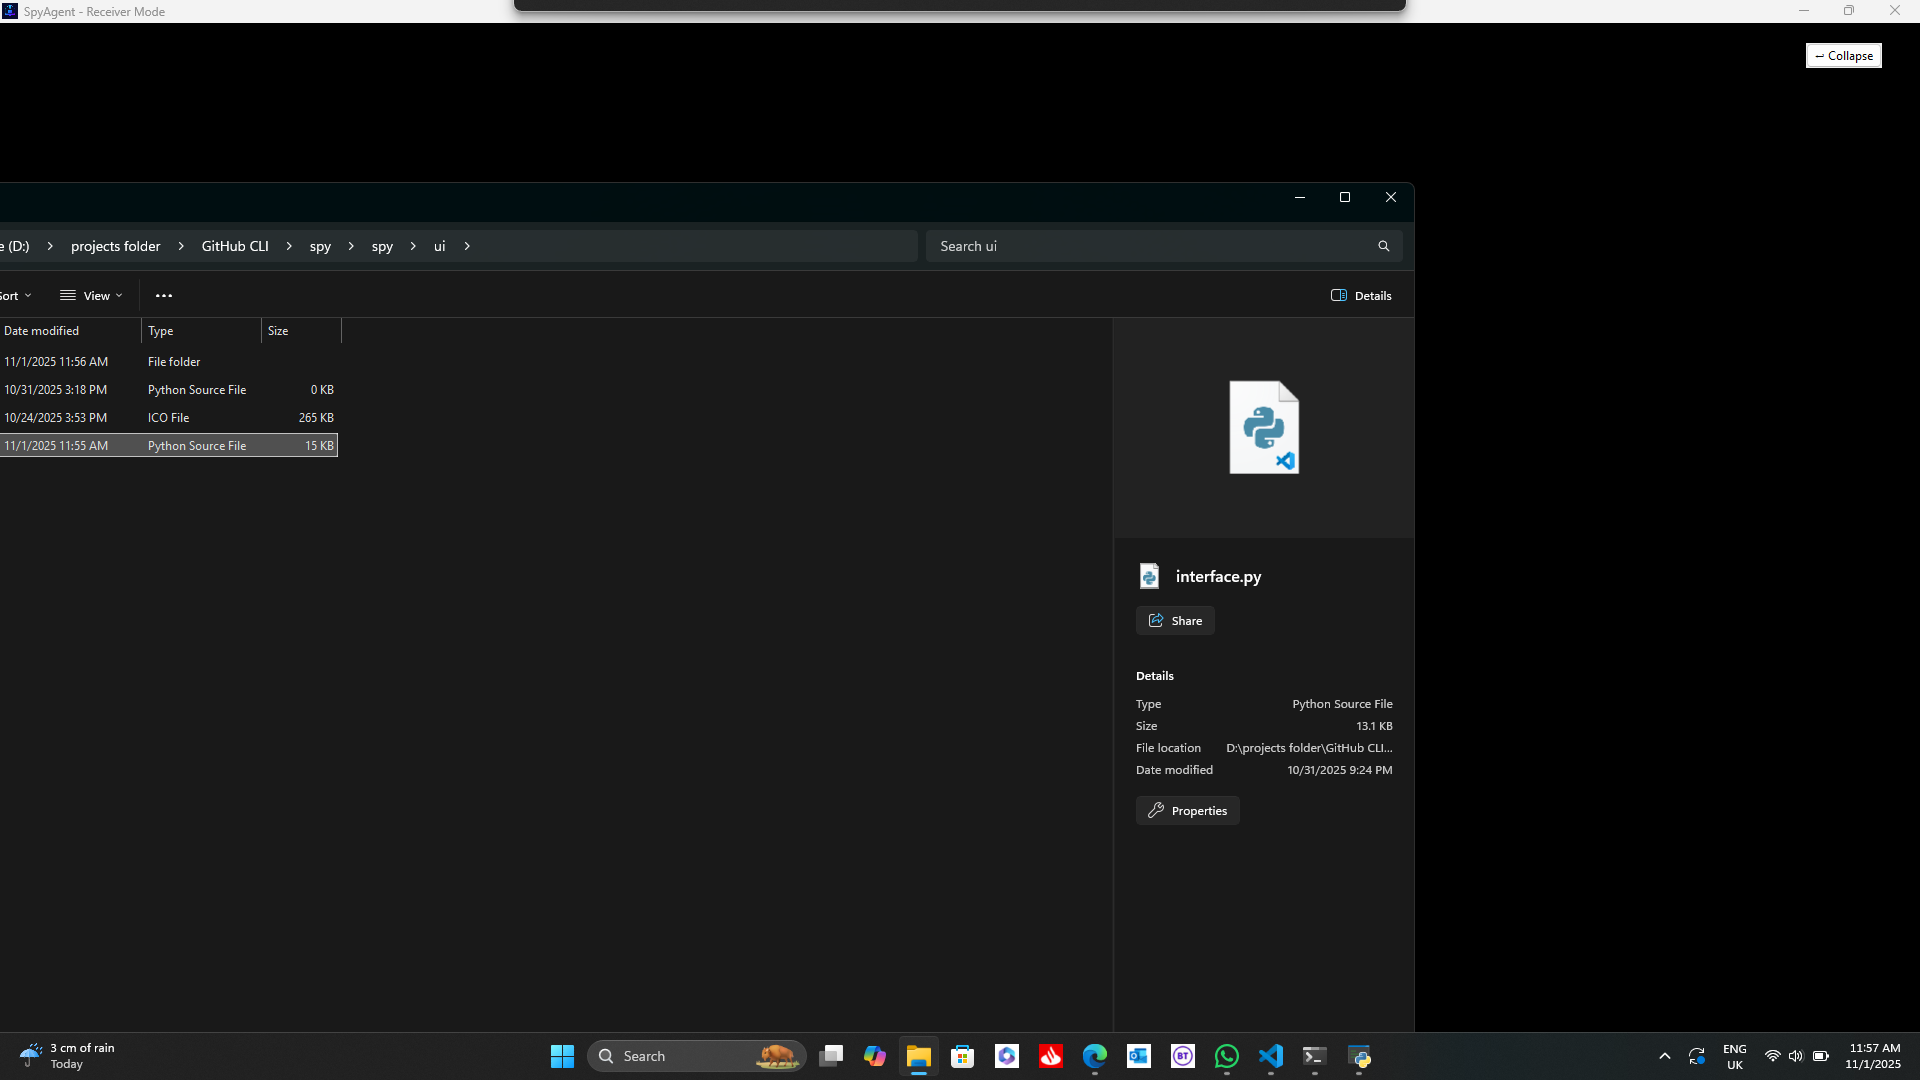 SpyAgent - Receiver Mode
Collapse
e (D:) > projects folder > GitHub CLI > spy > spy > ui >
Search ui
ort
View
Details
Date modified Type Size
11/1/2025 11:56 AM File folder
10/31/2025 3:18 PM Python Source File 0 KB
10/24/2025 3:53 PM ICO File 265 KB
11/1/2025 11:55 AM Python Source File 15 KB
interface.py
Share
Details
Type Python Source File
Size 13.1 KB
File location D:\projects folder\GitHub CLI...
Date modified 10/31/2025 9:24 PM
Properties
3 cm of rain
Today
Search
BT
ENG
UK
11:57 AM
11/1/2025